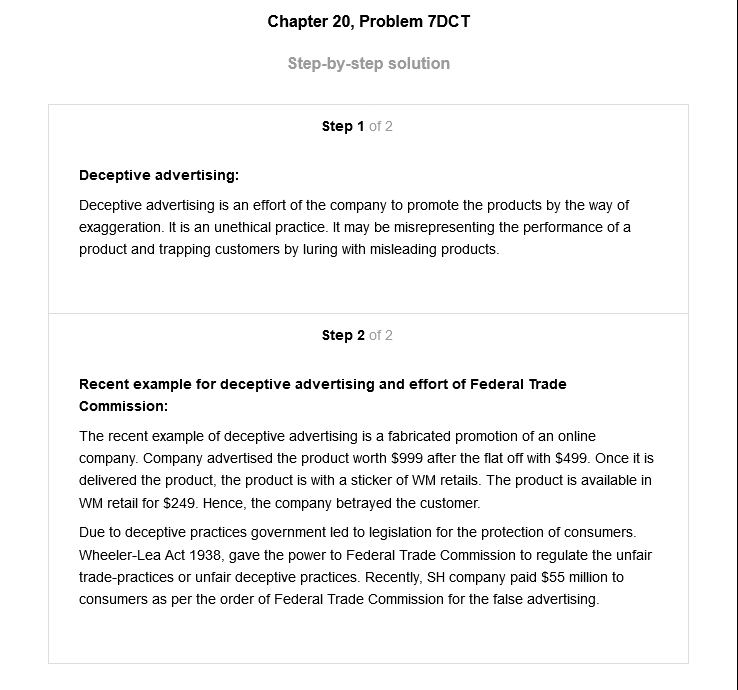 Chapter 20, Problem 7DCT
Step-by-step solution
Step 1 of 2
Deceptive advertising:
Deceptive advertising is an effort of the company to promote the products by the way of
exaggeration. It is an unethical practice. It may be misrepresenting the performance of a
product and trapping customers by luring with misleading products.
Step 2 of 2
Recent example for deceptive advertising and effort of Federal Trade
Commission:
The recent example of deceptive advertising is a fabricated promotion of an online
company. Company advertised the product worth $999 after the flat off with $499. Once it is
delivered the product, the product is with a sticker of WM retails. The product is available in
WM retail for $249. Hence, the company betrayed the customer.
Due to deceptive practices government led to legislation for the protection of consumers.
Wheeler-Lea Act 1938, gave the power to Federal Trade Commission to regulate the unfair
trade-practices or unfair deceptive practices. Recently, SH company paid $55 million to
consumers as per the order of Federal Trade Commission for the false advertising.